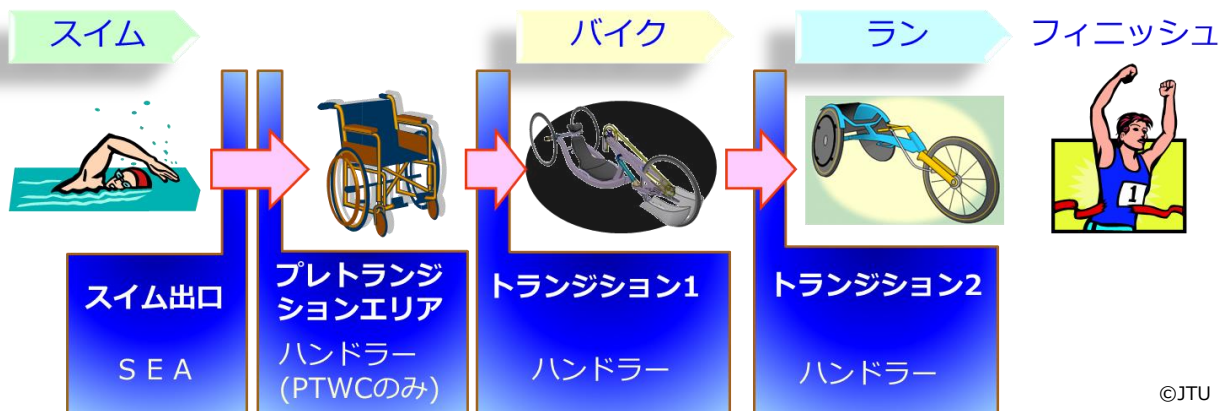 スイム
バイク
ラン
フィニッシュ
1
スイム出口
ＳＥＡ
プレトランジ
ションエリア
ハンドラー
(PTWCのみ)
トランジション1
ハンドラー
トランジション2
ハンドラー
©JTU